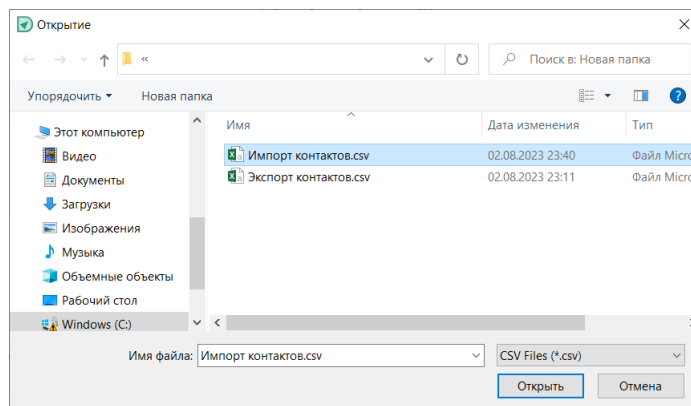 Открытие
«
Поиск в: Новая папка
Упорядочить
Новая папка
?
Имя
Дата изменения
Тип
Этот компьютер
Видео
Документы
Загрузки
Изображения
Музыка
Объемные объекты
Рабочий стол
Windows (C:)
Импорт контактов.csv 02.08.2023 23:40 Файл Micro
Экспорт контактов.csv 02.08.2023 23:11 Файл Micro
Имя файла: Импорт контактов.csv
CSV Files (*.csv)
Открыть
Отмена